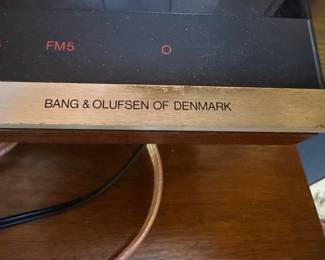 FM5
BANG & OLUFSEN OF DENMARK